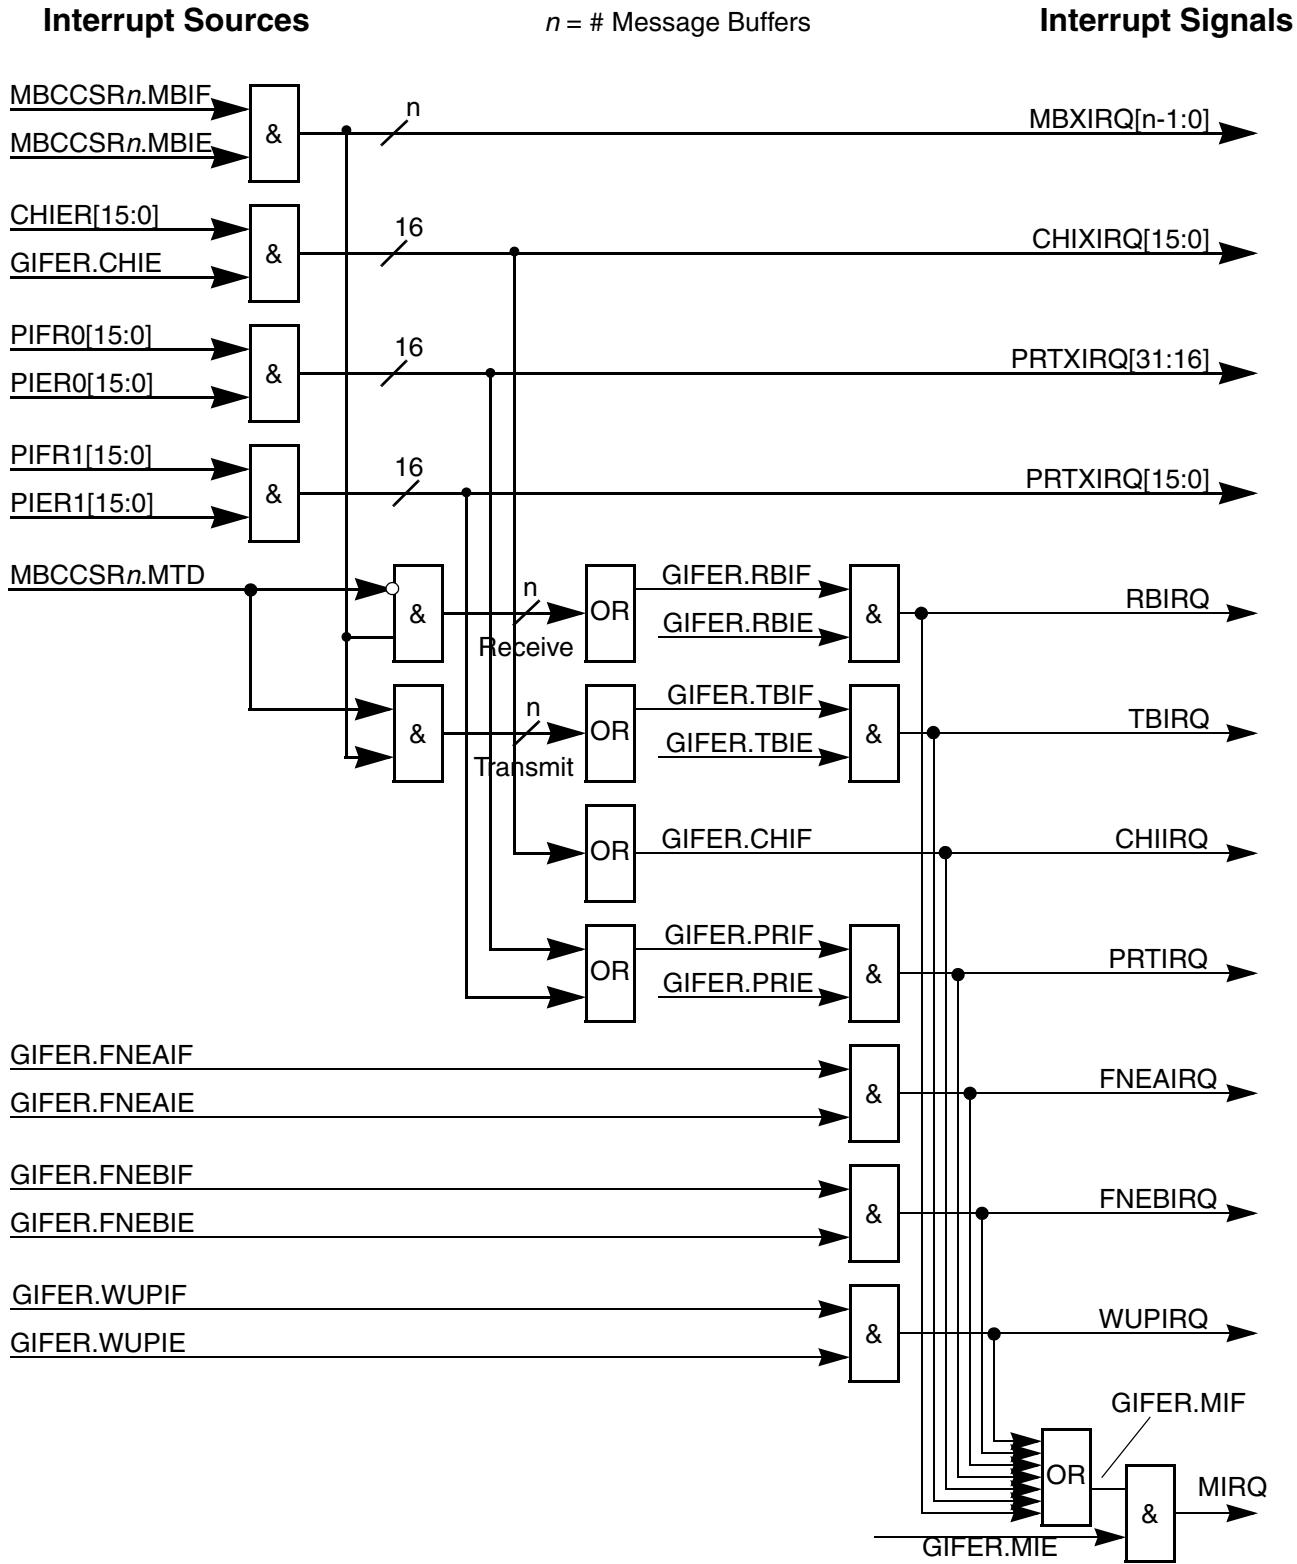 Interrupt Sources n = # Message Buffers Interrupt Signals
MBCCSRn.MBIF n
& MBXIRQ[n-1:0]
MBCCSRn.MBIE
CHIER[15:0] 16
& CHIXIRQ[15:0]
GIFER.CHIE
PIFR0[15:0] 16
& PRTXIRQ[31:16]
PIER0[15:0]
PIFR1[15:0] 16
& PRTXIRQ[15:0]
PIER1[15:0]
MBCCSRn.MTD n GIFER.RBIF
& OR & RBIRQ
Receive GIFER.RBIE
n GIFER.TBIF
& OR & TBIRQ
Transmit GIFER.TBIE
OR GIFER.CHIF CHIIRQ
GIFER.PRIF
OR & PRTIRQ
GIFER.PRIE
GIFER.FNEAIF
& FNEAIRQ
GIFER.FNEAIE
GIFER.FNEBIF
& FNEBIRQ
GIFER.FNEBIE
GIFER.WUPIF
& WUPIRQ
GIFER.WUPIE
GIFER.MIF
OR
& MIRQ
GIFER.MIE